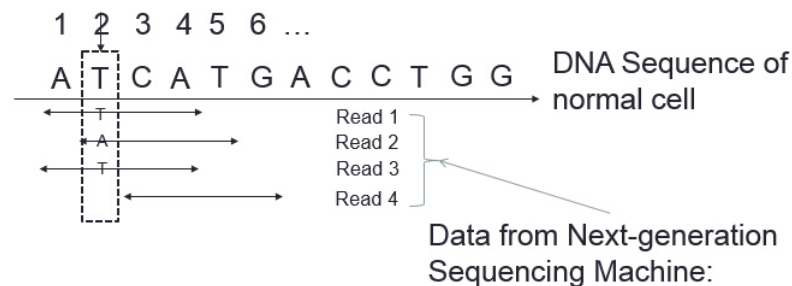 1 2 3 4 5 6 ...
A T C A T G A C C T G G
DNA Sequence of
normal cell
T
Read 1
A
Read 2
T
Read 3
Read 4
Data from Next-generation
Sequencing Machine: